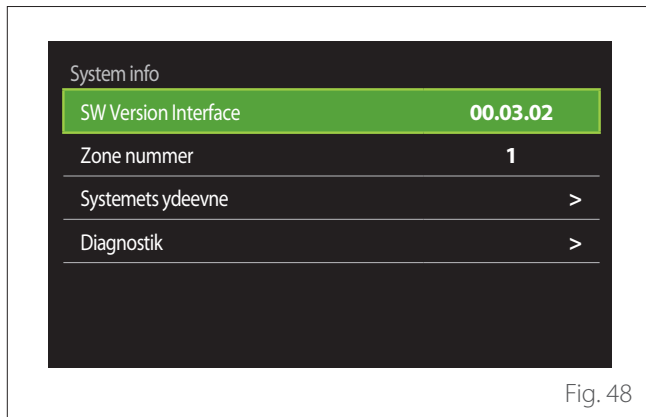 System info
SW Version Interface 00.03.02
Zone nummer 1
Systemets ydeevne >
Diagnostik >
Fig. 48